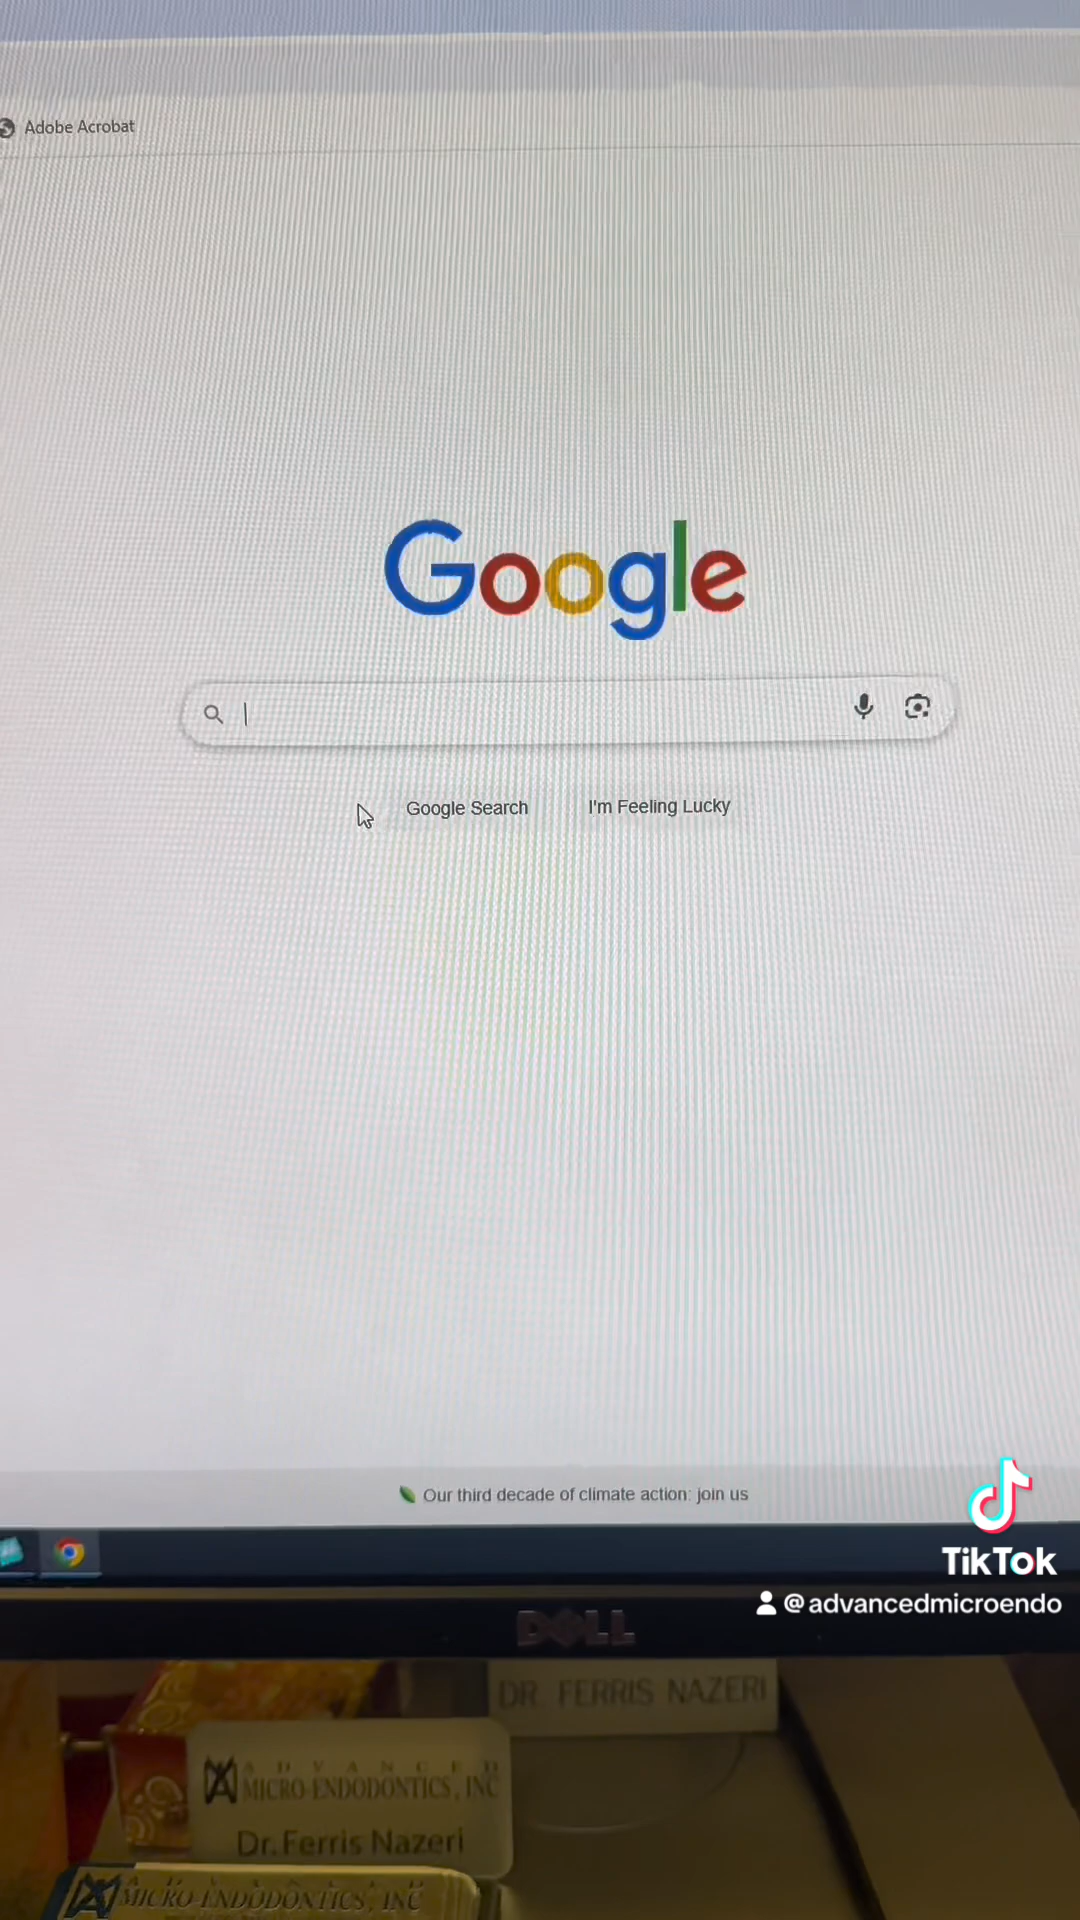 Adobe Acrobat
Google
Google Search
I'm Feeling Lucky
Our third decade of climate action: join us
TikTok
@advancedmicroendo
DELL
DR. FERRIS NAZERI
ADVANCED
MICRO-ENDODONTICS, INC
Dr. Ferris Nazeri
MICRO-ENDODONTICS, INC